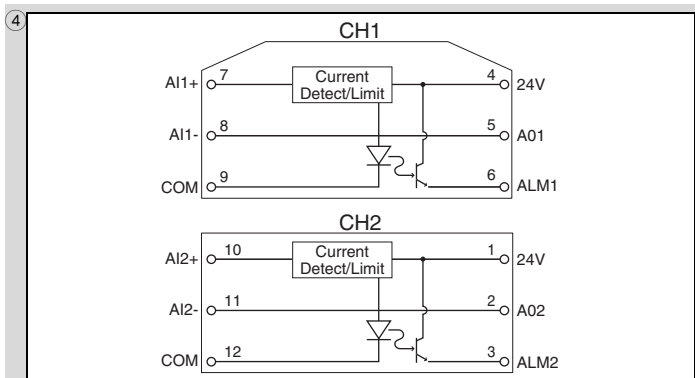 4
CH1
AI1+ 7 Current Detect/Limit 4 24V
AI1- 8 5 A01
COM 9 6 ALM1
CH2
AI2+ 10 Current Detect/Limit 1 24V
AI2- 11 2 A02
COM 12 3 ALM2